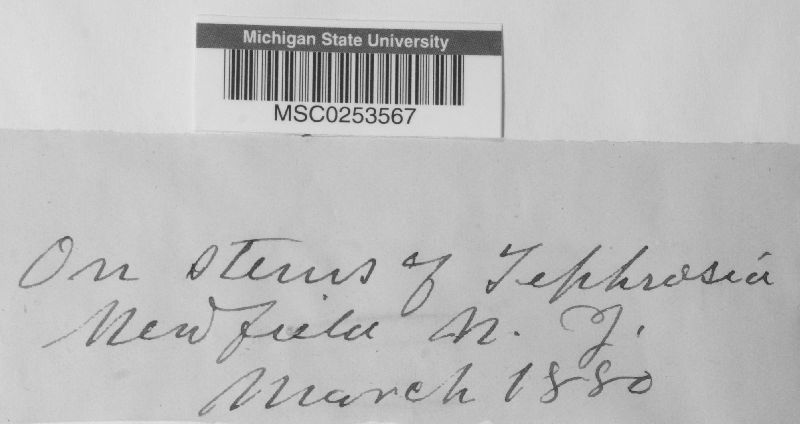 Michigan State University
MSC0253567
On stems of Tephrosia
Newfield N. J.
March 1880